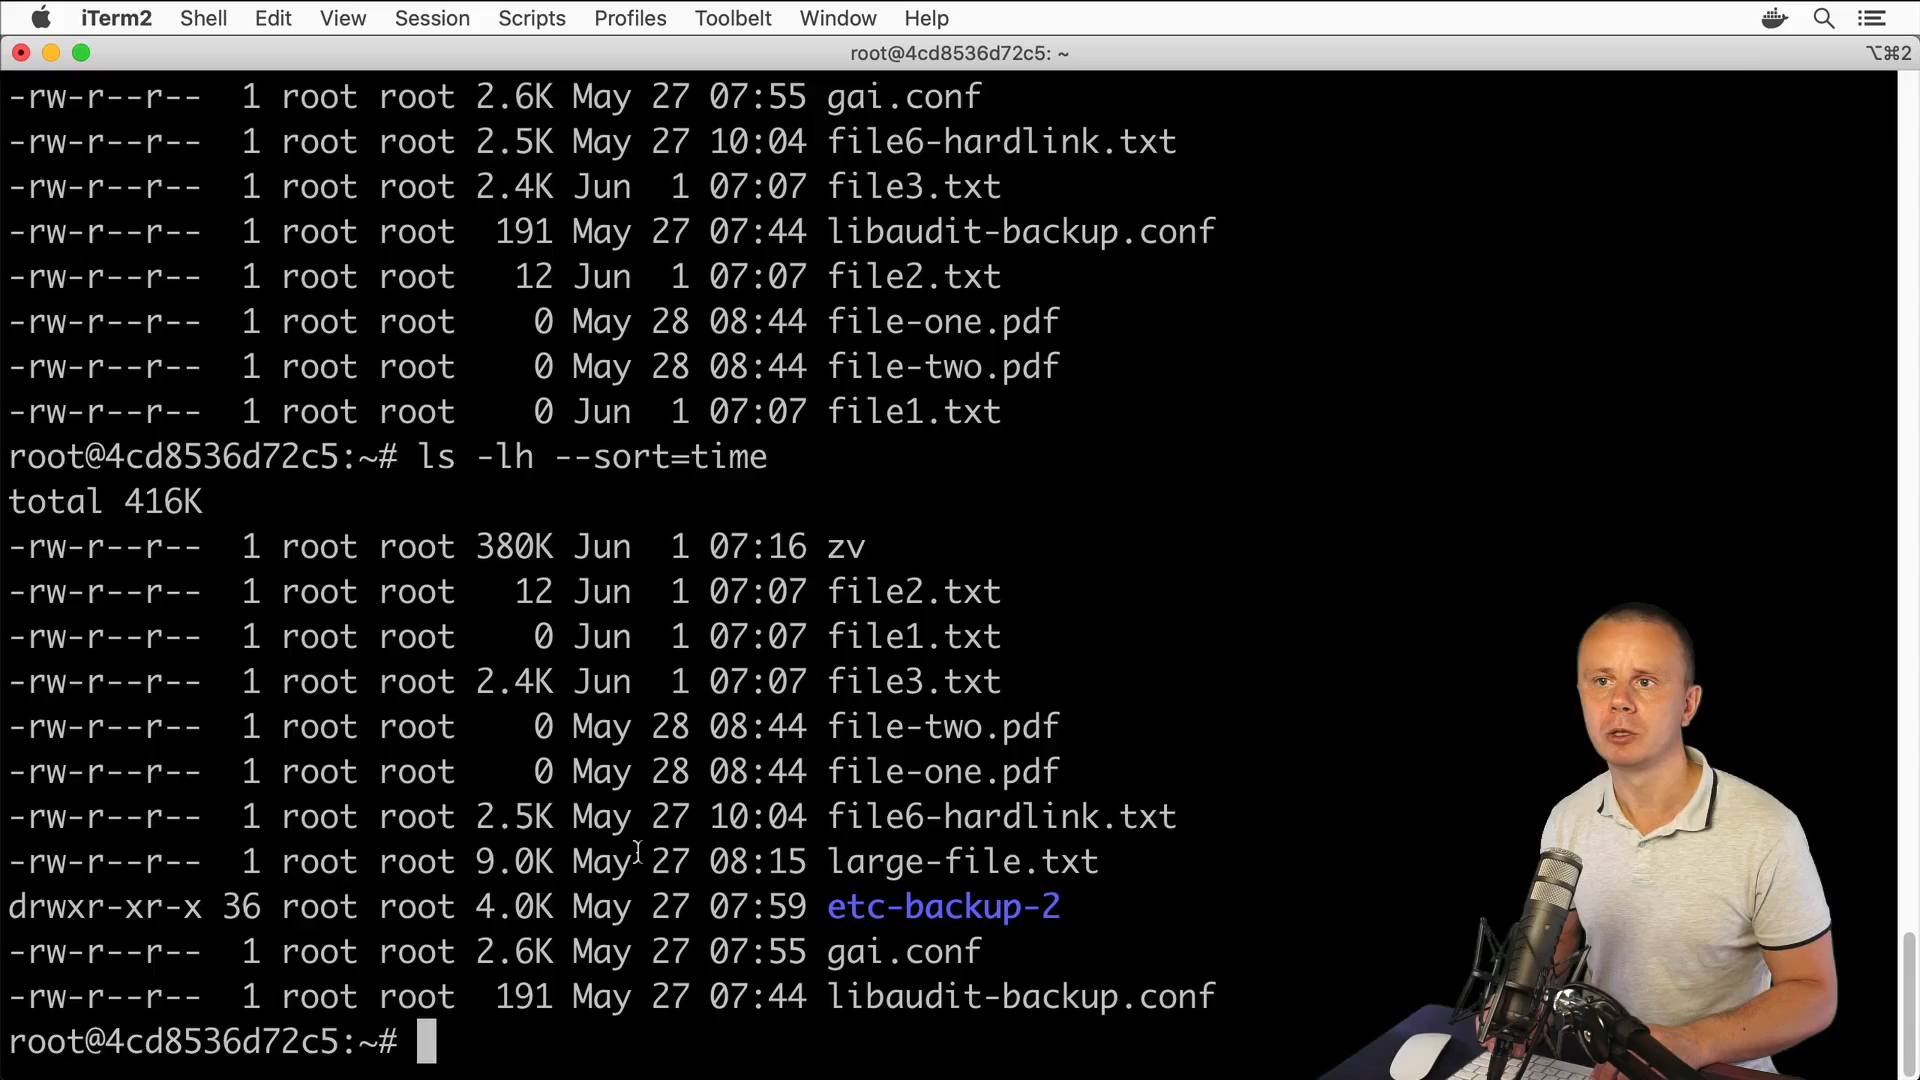 iTerm2 Shell Edit View Session Scripts Profiles Toolbelt Window Help
root@4cd8536d72c5: ~ ⌥⌘2
-rw-r--r-- 1 root root 2.6K May 27 07:55 gai.conf
-rw-r--r-- 1 root root 2.5K May 27 10:04 file6-hardlink.txt
-rw-r--r-- 1 root root 2.4K Jun 1 07:07 file3.txt
-rw-r--r-- 1 root root 191 May 27 07:44 libaudit-backup.conf
-rw-r--r-- 1 root root 12 Jun 1 07:07 file2.txt
-rw-r--r-- 1 root root 0 May 28 08:44 file-one.pdf
-rw-r--r-- 1 root root 0 May 28 08:44 file-two.pdf
-rw-r--r-- 1 root root 0 Jun 1 07:07 file1.txt
root@4cd8536d72c5:~# ls -lh --sort=time
total 416K
-rw-r--r-- 1 root root 380K Jun 1 07:16 zv
-rw-r--r-- 1 root root 12 Jun 1 07:07 file2.txt
-rw-r--r-- 1 root root 0 Jun 1 07:07 file1.txt
-rw-r--r-- 1 root root 2.4K Jun 1 07:07 file3.txt
-rw-r--r-- 1 root root 0 May 28 08:44 file-two.pdf
-rw-r--r-- 1 root root 0 May 28 08:44 file-one.pdf
-rw-r--r-- 1 root root 2.5K May 27 10:04 file6-hardlink.txt
-rw-r--r-- 1 root root 9.0K May 27 08:15 large-file.txt
drwxr-xr-x 36 root root 4.0K May 27 07:59 etc-backup-2
-rw-r--r-- 1 root root 2.6K May 27 07:55 gai.conf
-rw-r--r-- 1 root root 191 May 27 07:44 libaudit-backup.conf
root@4cd8536d72c5:~#